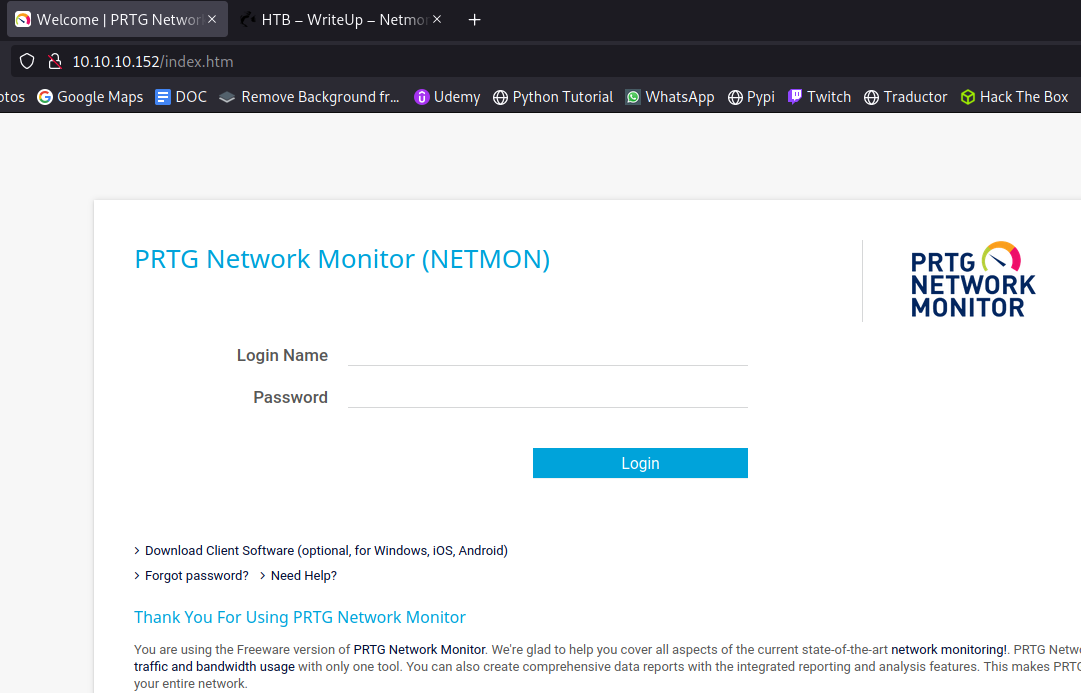 Welcome | PRTG Networ
HTB – WriteUp – Netmor
10.10.10.152/index.htm
otos Google Maps DOC Remove Background fr... Udemy Python Tutorial WhatsApp Pypi Twitch Traductor Hack The Box
PRTG Network Monitor (NETMON)
PRTG
NETWORK
MONITOR
Login Name
Password
Login
> Download Client Software (optional, for Windows, iOS, Android)
> Forgot password? > Need Help?
Thank You For Using PRTG Network Monitor
You are using the Freeware version of PRTG Network Monitor. We're glad to help you cover all aspects of the current state-of-the-art network monitoring!. PRTG Netw
traffic and bandwidth usage with only one tool. You can also create comprehensive data reports with the integrated reporting and analysis features. This makes PRTG
your entire network.